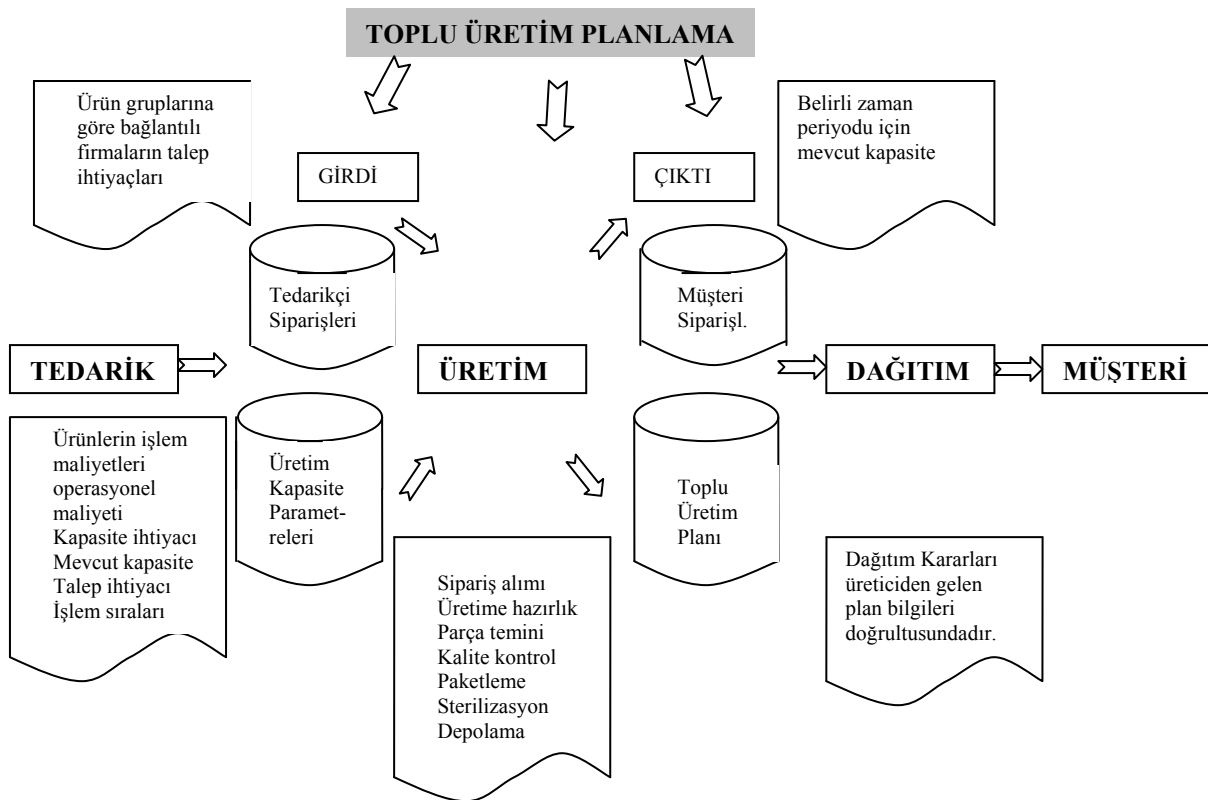 TOPLU ÜRETİM PLANLAMA
Ürün gruplarına
göre bağlantılı
firmaların talep
ihtiyaçları
GİRDİ
ÇIKTI
Belirli zaman
periyodu için
mevcut kapasite
Tedarikçi
Siparişleri
Müşteri
Siparişl.
TEDARİK
ÜRETİM
DAĞITIM
MÜŞTERİ
Ürünlerin işlem
maliyetleri
operasyonel
maliyeti
Kapasite ihtiyacı
Mevcut kapasite
Talep ihtiyacı
İşlem sıraları
Üretim
Kapasite
Paramet-
releri
Sipariş alımı
Üretime hazırlık
Parça temini
Kalite kontrol
Paketleme
Sterilizasyon
Depolama
Toplu
Üretim
Planı
Dağıtım Kararları
üreticiden gelen
plan bilgileri
doğrultusundadır.